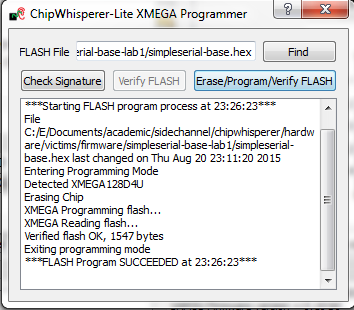 ChipWhisperer-Lite XMEGA Programmer
FLASH File
erial-base-lab1/simpleserial-base.hex
Find
Check Signature
Verify FLASH
Erase/Program/Verify FLASH
***Starting FLASH program process at 23:26:23***
File
C:/E/Documents/academic/sidechannel/chipwhisperer/hardw
are/victims/firmware/simpleserial-base-lab1/simpleserial-
base.hex last changed on Thu Aug 20 23:11:20 2015
Entering Programming Mode
Detected XMEGA128D4U
Erasing Chip
XMEGA Programming flash...
XMEGA Reading flash...
Verified flash OK, 1547 bytes
Exiting programming mode
***FLASH Program SUCCEEDED at 23:26:23***